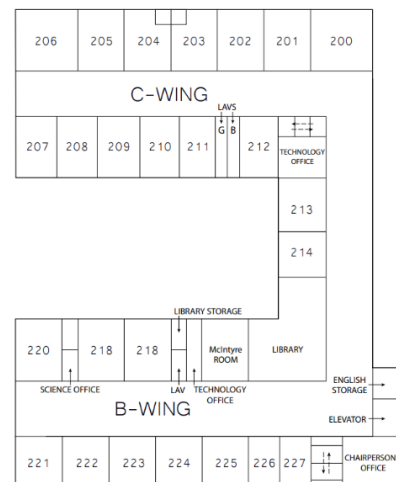 206 205 204 203 202 201 200
C-WING
LAVS
G B
207 208 209 210 211 212
TECHNOLOGY
OFFICE
213
214
LIBRARY STORAGE
220 218 218 McIntyre
ROOM
LIBRARY
SCIENCE OFFICE
LAV
TECHNOLOGY
OFFICE
ENGLISH
STORAGE
B-WING
ELEVATOR
221 222 223 224 225 226 227
CHAIRPERSON
OFFICE